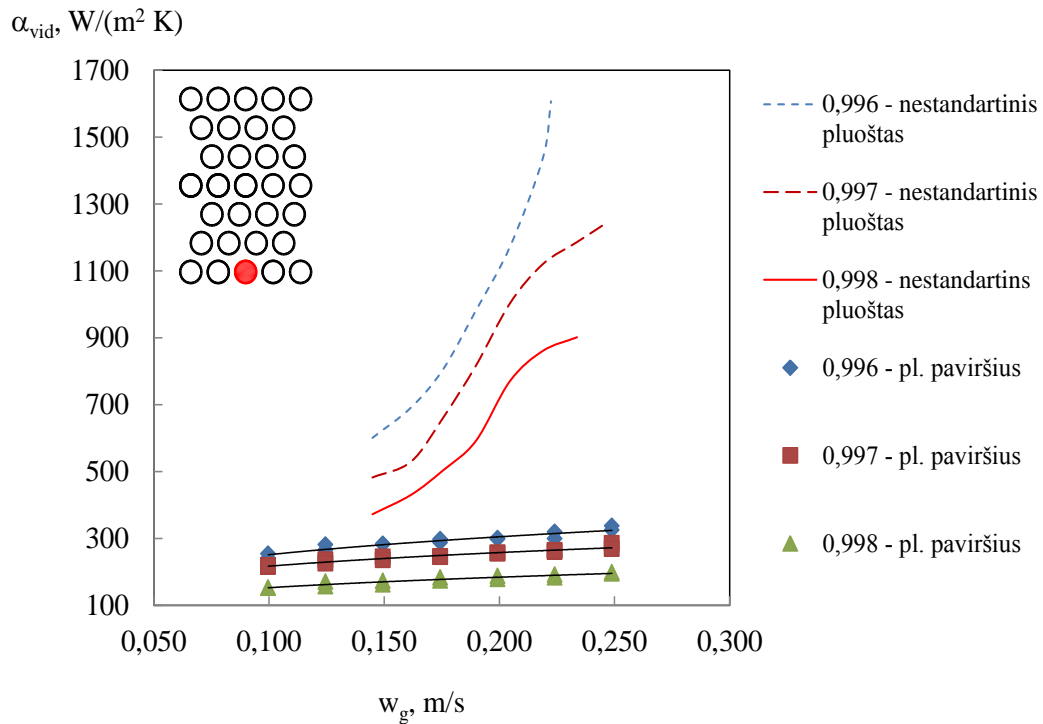 α_vid, W/(m² K)
1700
1500
1300
1100
900
700
500
300
100
0,050
0,100
0,150
0,200
0,250
0,300
w_g, m/s
0,996 - nestandartinis
pluoštas
0,997 - nestandartinis
pluoštas
0,998 - nestandartins
pluoštas
0,996 - pl. paviršius
0,997 - pl. paviršius
0,998 - pl. paviršius